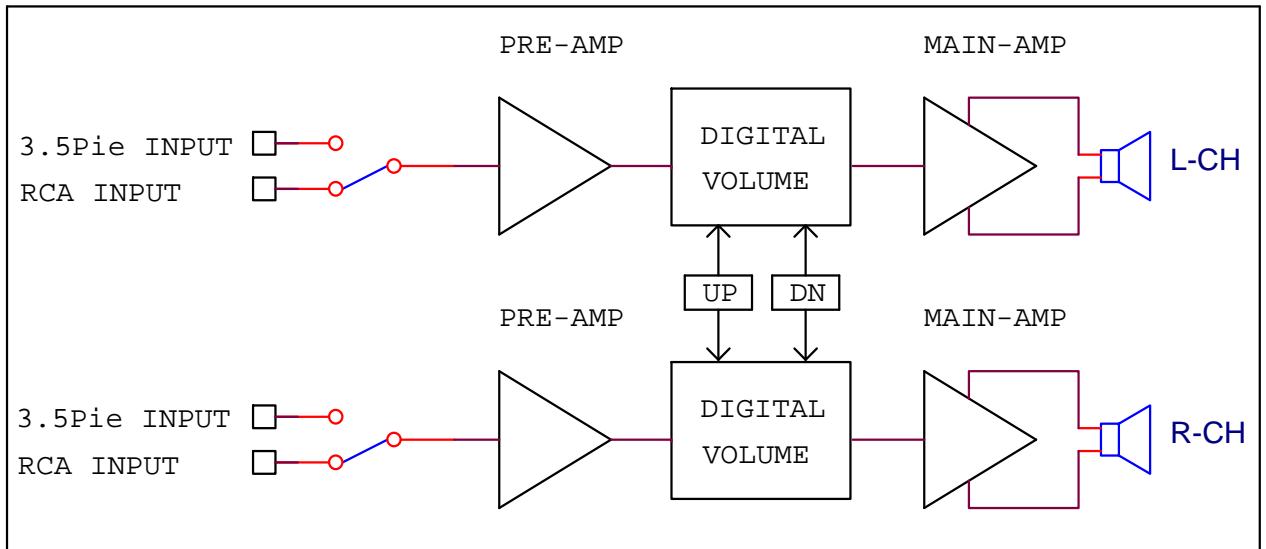 PRE-AMP
MAIN-AMP
3.5Pie INPUT
RCA INPUT
DIGITAL
VOLUME
L-CH
UP
DN
PRE-AMP
MAIN-AMP
3.5Pie INPUT
RCA INPUT
DIGITAL
VOLUME
R-CH